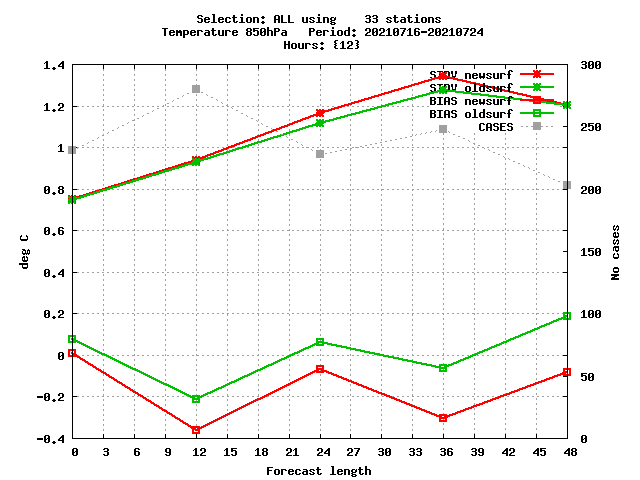 Selection: ALL using    33 stations
Temperature 850hPa   Period: 20210716-20210724
Hours: {12}
1.4
1.2
1
0.8
0.6
0.4
0.2
0
-0.2
-0.4
deg C
STDV newsurf
STDV oldsurf
BIAS newsurf
BIAS oldsurf
CASES
300
250
200
150
100
50
0
No cases
0 3 6 9 12 15 18 21 24 27 30 33 36 39 42 45 48
Forecast length